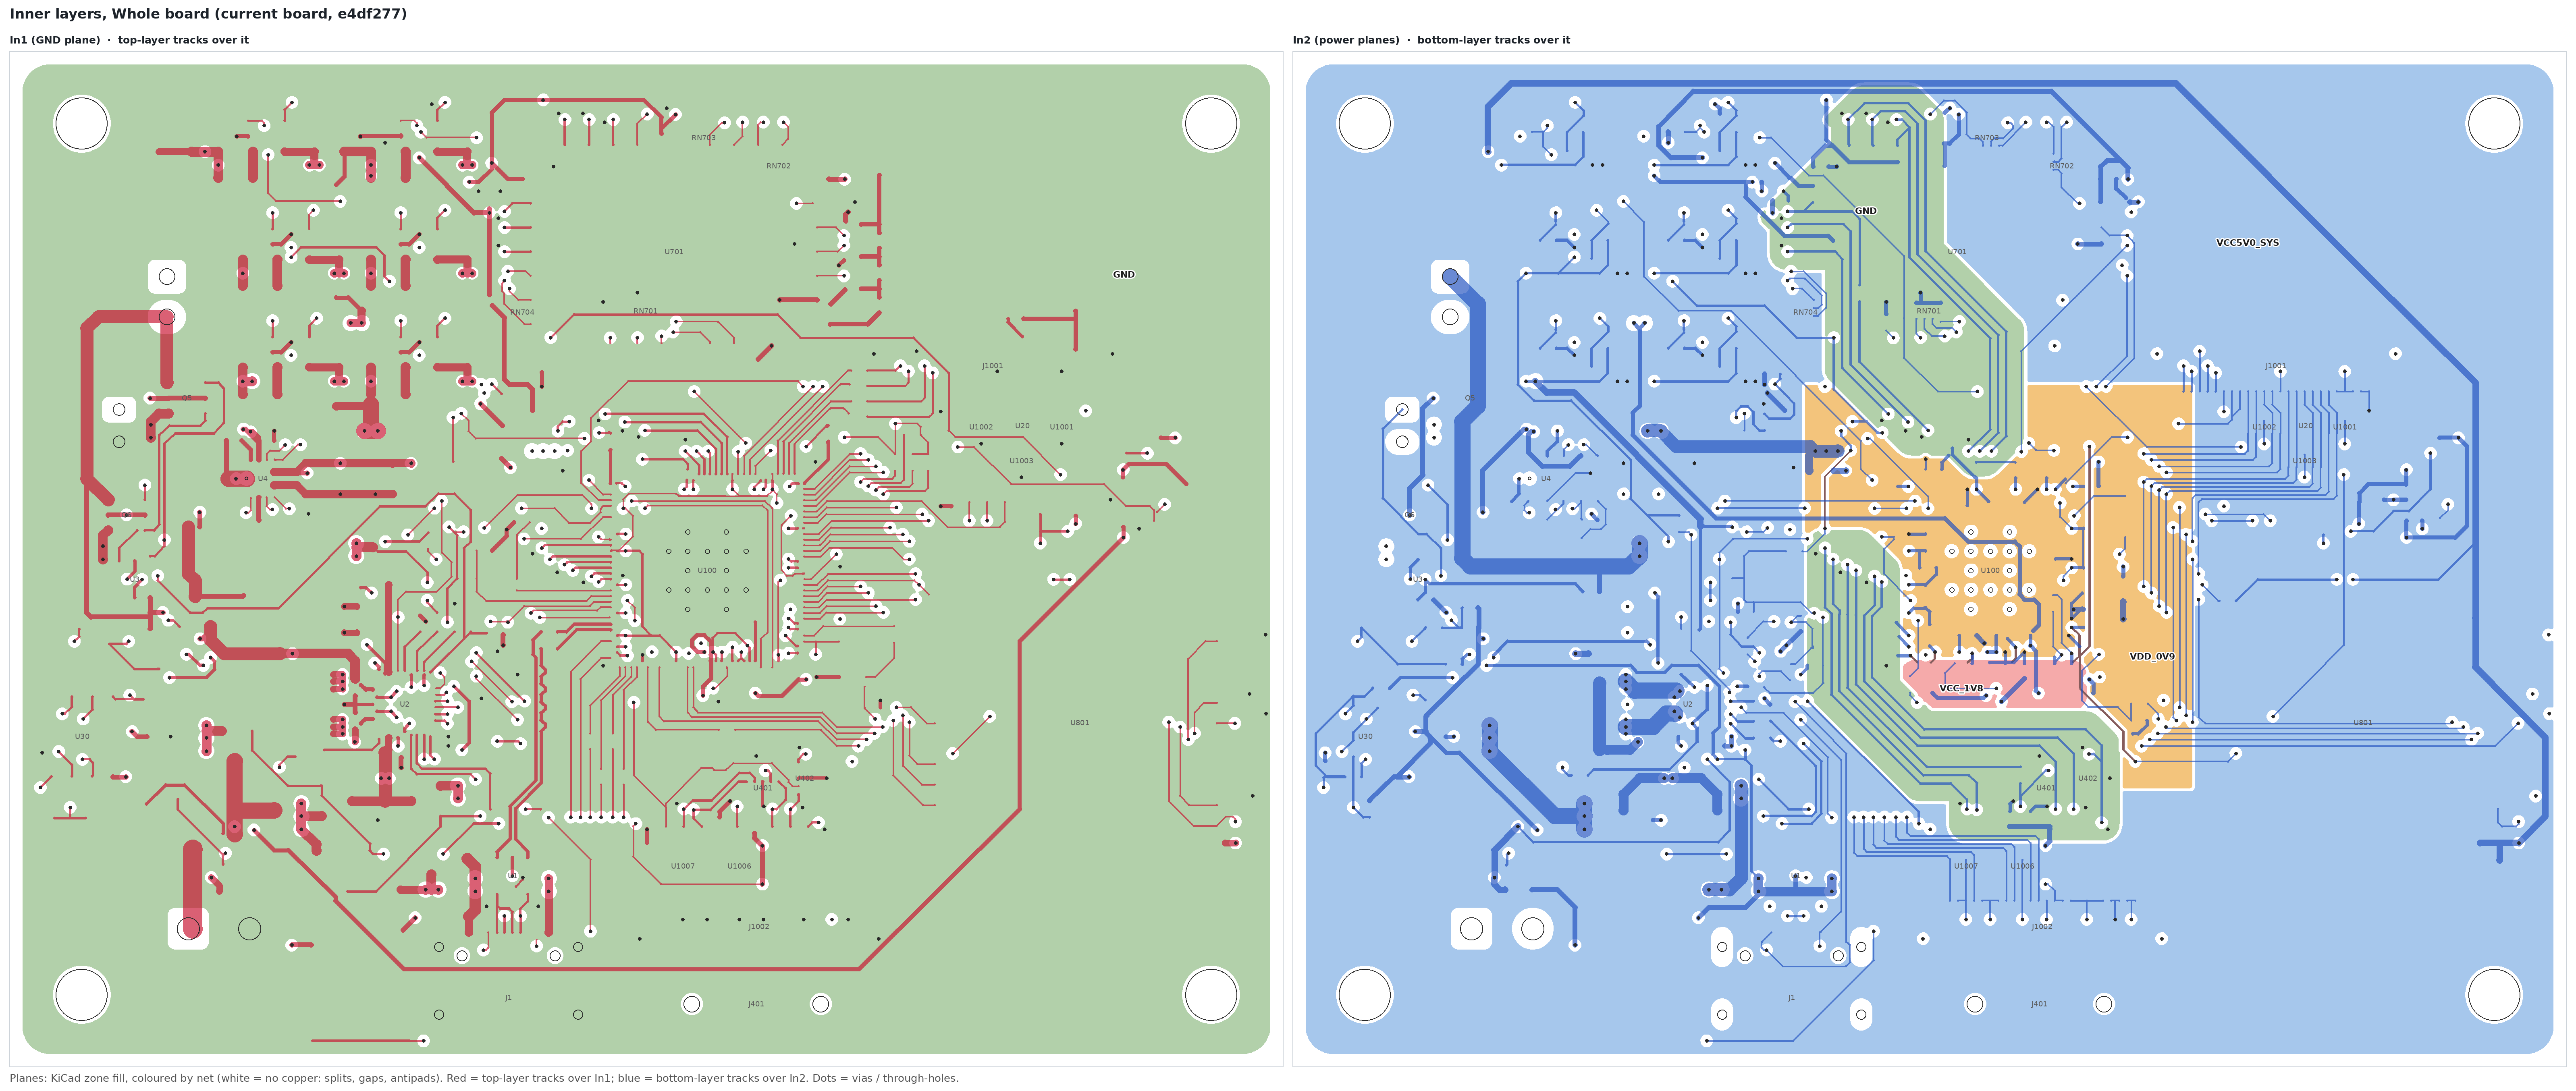 Inner layers, Whole board (current board, e4df277)
In1 (GND plane) · top-layer tracks over it
RN703
RN702
U701
GND
RN704
RN701
J1001
Q5
U1002
U20
U1001
U1003
U4
U100
U2
U30
U801
U402
U401
U1007
U1006
J1002
J1
J401
In2 (power planes) · bottom-layer tracks over it
RN703
RN702
GND
VCC5V0_SYS
U701
RN704
RN701
J1001
U1002
U20
U1001
U1003
U4
U100
VDD_0V9
VCC_1V8
U2
U30
U801
U402
U401
U1007
U1006
J1002
J1
J401
Planes: KiCad zone fill, coloured by net (white = no copper: splits, gaps, antipads). Red = top-layer tracks over In1; blue = bottom-layer tracks over In2. Dots = vias / through-holes.